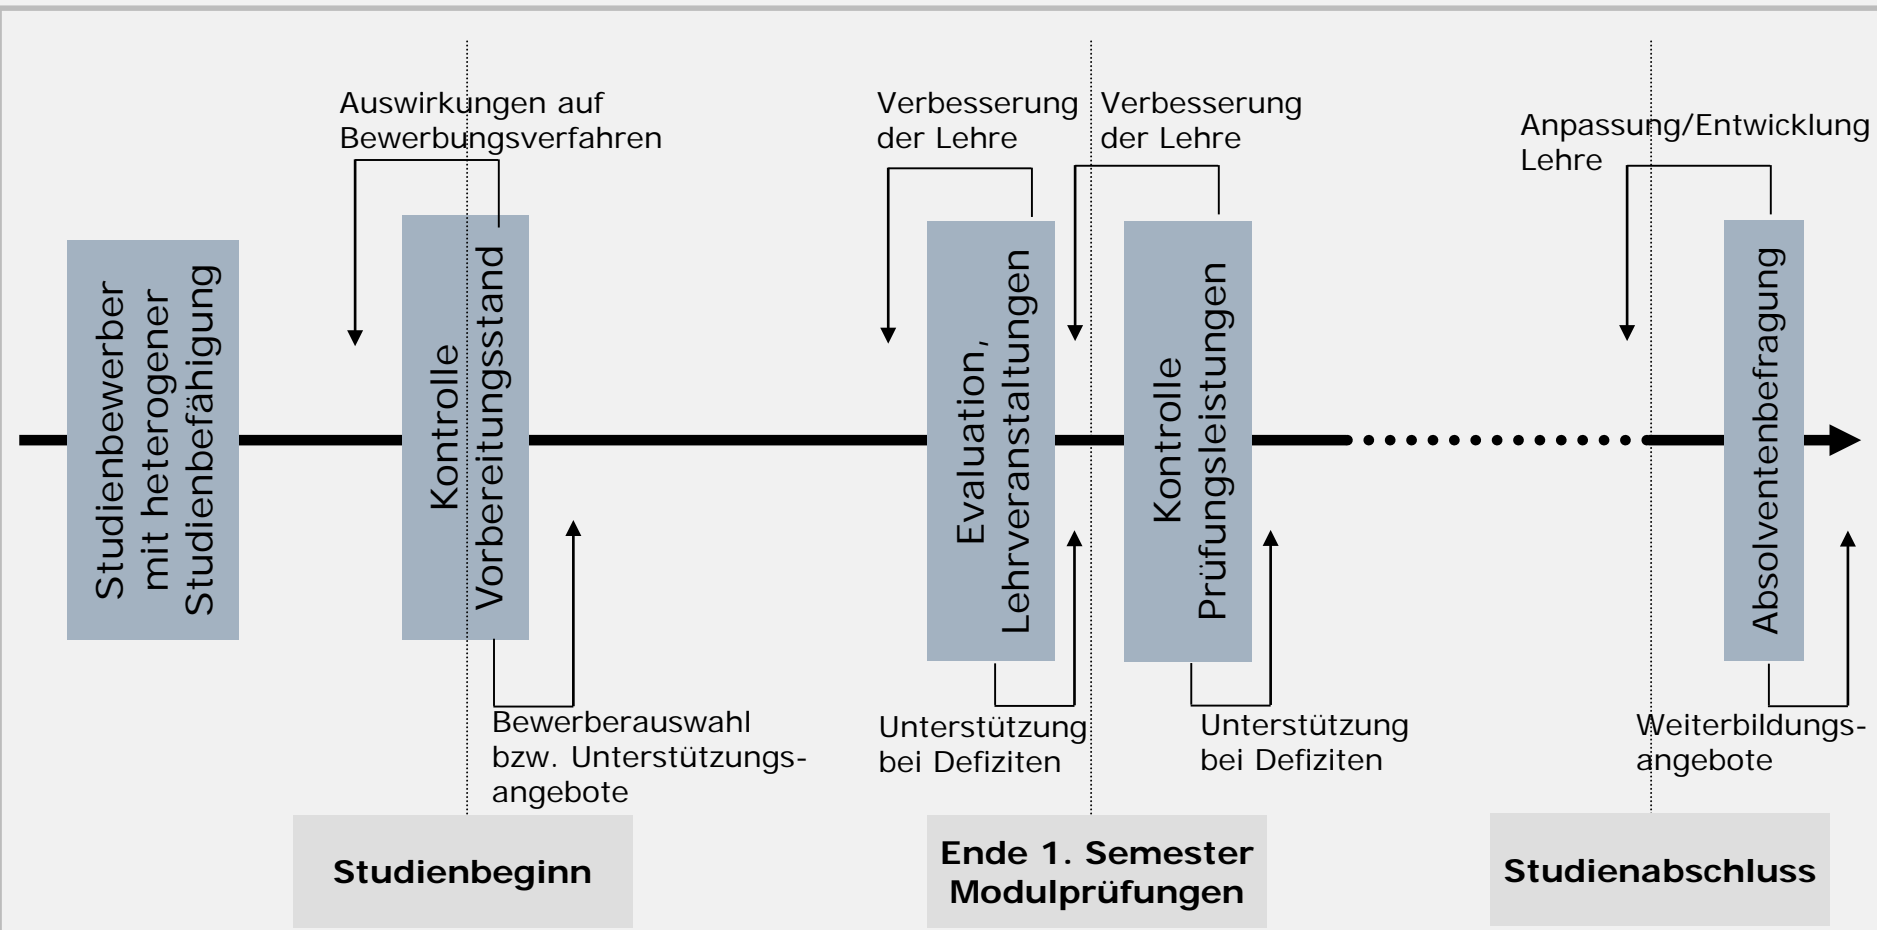 Auswirkungen auf
Bewerbungsverfahren
Verbesserung
der Lehre
Verbesserung
der Lehre
Anpassung/Entwicklung
Lehre
Studienbewerber
mit heterogener
Studienbefähigung
Kontrolle
Vorbereitungsstand
Evaluation,
Lehrveranstaltungen
Kontrolle
Prüfungsleistungen
Absolventenbefragung
Bewerberauswahl
bzw. Unterstützungs-
angebote
Unterstützung
bei Defiziten
Unterstützung
bei Defiziten
Weiterbildungs-
angebote
Studienbeginn
Ende 1. Semester
Modulprüfungen
Studienabschluss